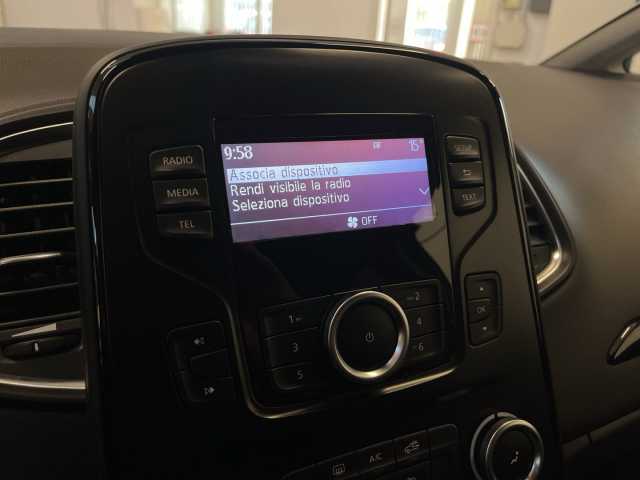 9:58 15°
Associa dispositivo
Rendi visibile la radio
Seleziona dispositivo
OFF
RADIO
MEDIA
TEL
SETUP
TEXT
OK
1
2
3
4
5
6
A/C